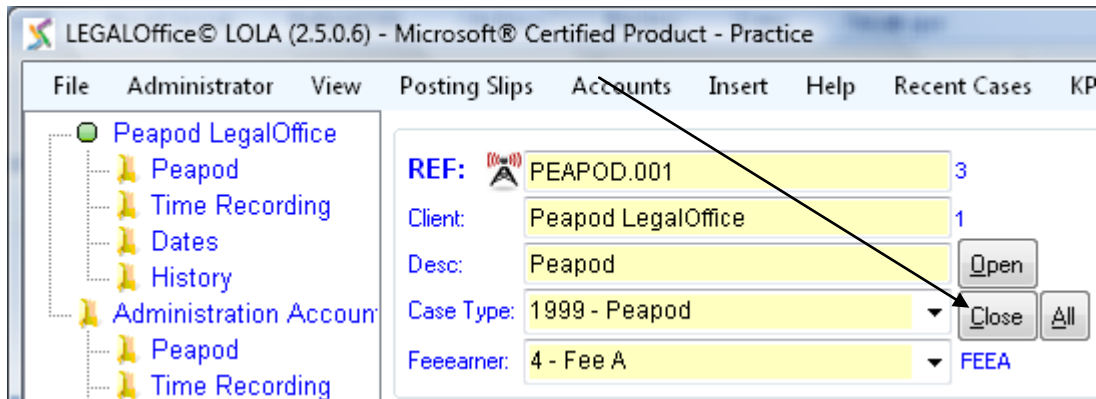 LEGALOffice© LOLA (2.5.0.6) - Microsoft® Certified Product - Practice
File Administrator View Posting Slips Accounts Insert Help Recent Cases KP
Peapod LegalOffice
Peapod
Time Recording
Dates
History
Administration Accoun
Peapod
Time Recording
REF: PEAPOD.001 3
Client: Peapod LegalOffice 1
Desc: Peapod Open
Case Type: 1999 - Peapod Close All
Feeearner: 4 - Fee A FEEA